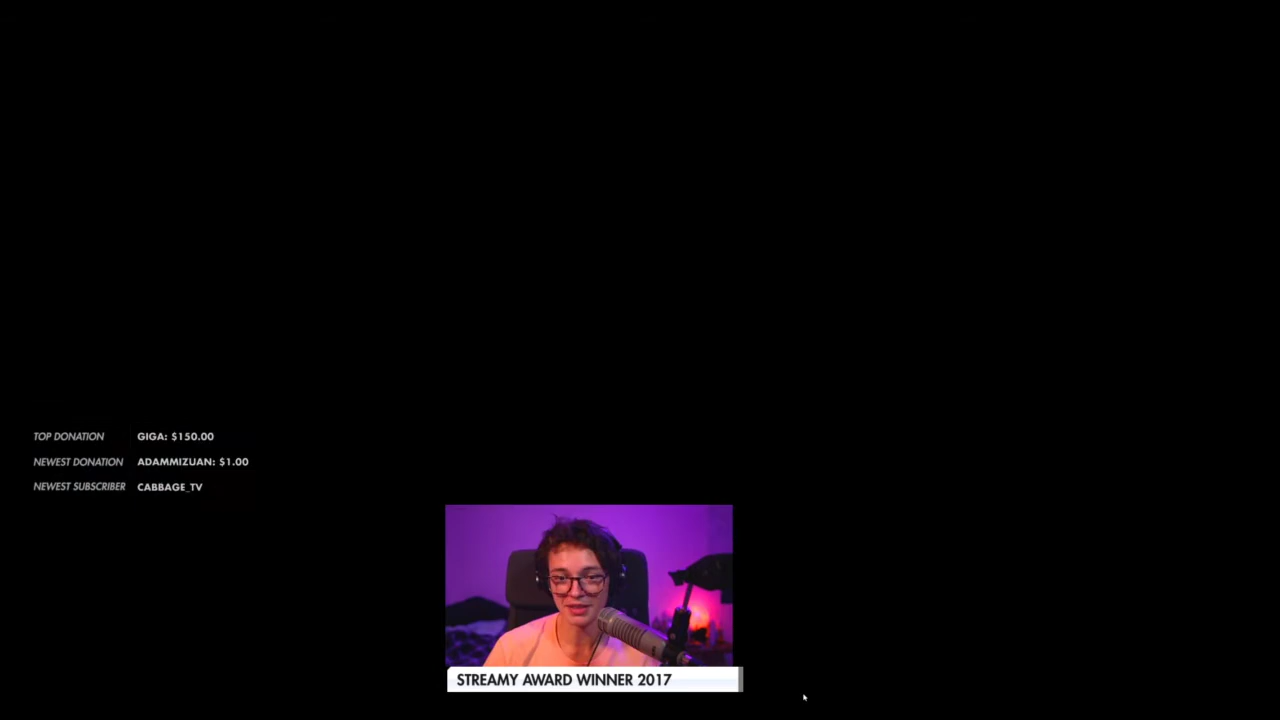 TOP DONATION GIGA: $150.00
NEWEST DONATION ADAMMIZUAN: $1.00
NEWEST SUBSCRIBER CABBAGE_TV
STREAMY AWARD WINNER 2017